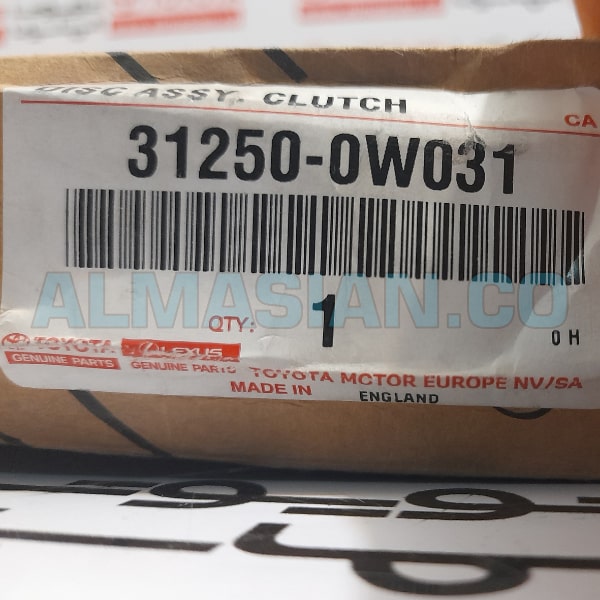 DISC ASSY. CLUTCH
CA
31250-0W031
ALMASIAN.CO
QTY: 1
0 H
TOYOTA LEXUS
GENUINE PARTS GENUINE PARTS TOYOTA MOTOR EUROPE NV/SA
MADE IN ENGLAND